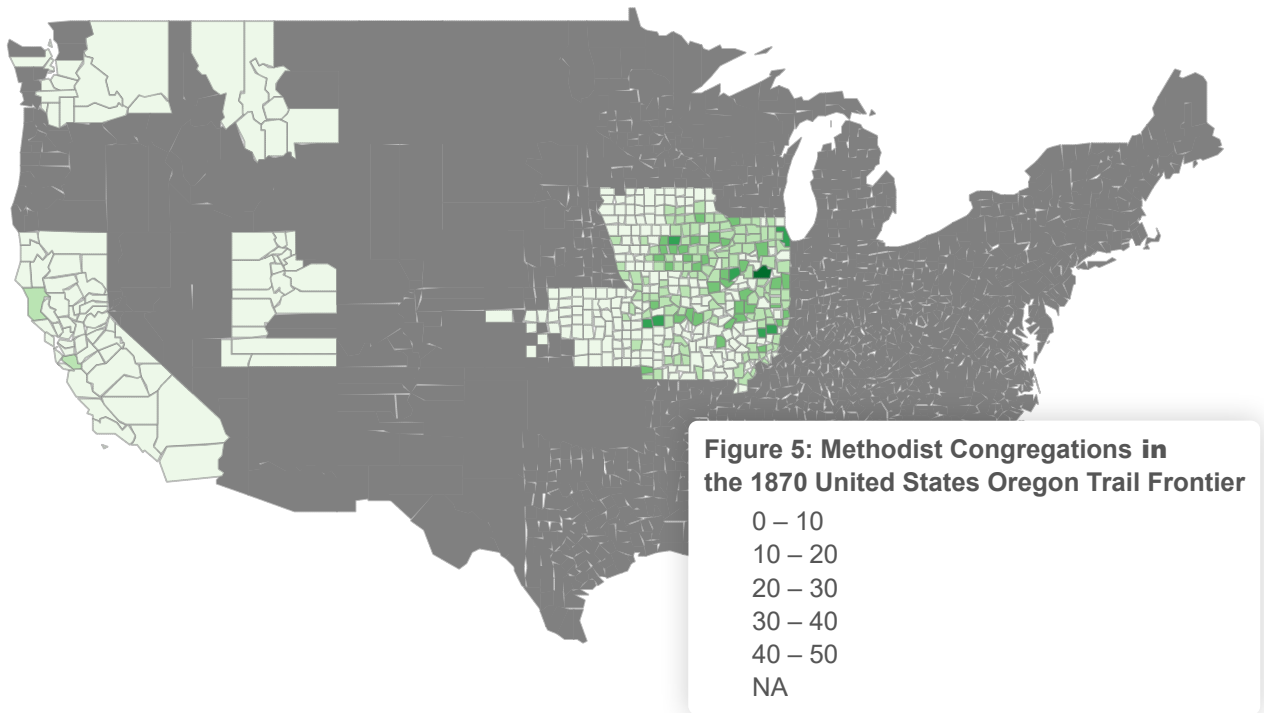 Figure 5: Methodist Congregations in
the 1870 United States Oregon Trail Frontier
0 – 10
10 – 20
20 – 30
30 – 40
40 – 50
NA